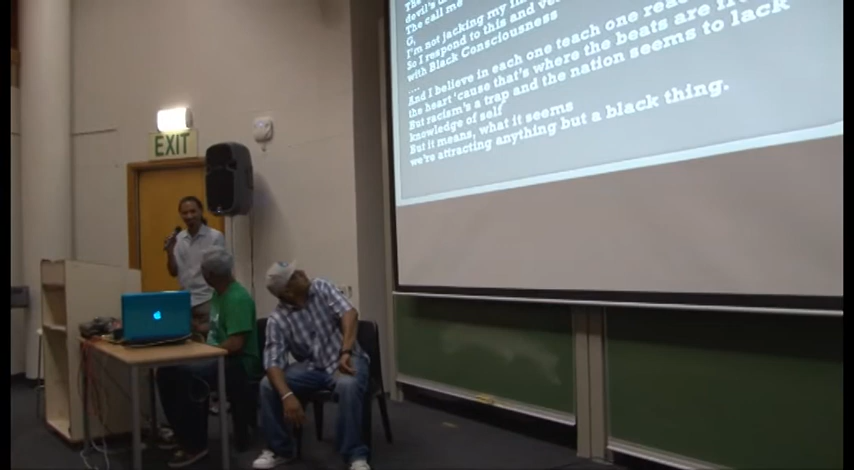 The
devil's
The call me
G,
I'm not jacking my
So I respond to this and
with Black Consciousness
....
And I believe in each one teach one
the heart 'cause that's where the beats are
But racism's a trap and the nation seems to lack
knowledge of self
But it means, what it seems
we're attracting anything but a black thing.
EXIT